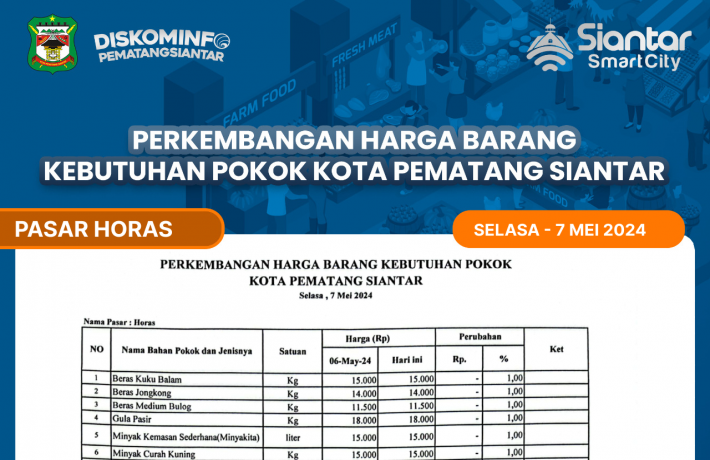 DISKOMINFO
PEMATANGSIANTAR
Siantar
SmartCity
FARM FOOD
FRESH MEAT
FARM FOOD
PERKEMBANGAN HARGA BARANG
KEBUTUHAN POKOK KOTA PEMATANG SIANTAR
PASAR HORAS
SELASA - 7 MEI 2024
PERKEMBANGAN HARGA BARANG KEBUTUHAN POKOK
KOTA PEMATANG SIANTAR
Selasa , 7 Mei 2024
Nama Pasar : Horas
NO Nama Bahan Pokok dan Jenisnya Satuan Harga (Rp) Perubahan Ket
06-May-24 Hari ini Rp. %
1 Beras Kuku Balam Kg 15.000 15.000 - 1,00
2 Beras Jongkong Kg 14.000 14.000 - 1,00
3 Beras Medium Bulog Kg 11.500 11.500 - 1,00
4 Gula Pasir Kg 18.000 18.000 - 1,00
5 Minyak Kemasan Sederhana(Minyakita) liter 15.000 15.000 - 1,00
6 Minyak Curah Kuning Kg 15.000 15.000 - 1,00